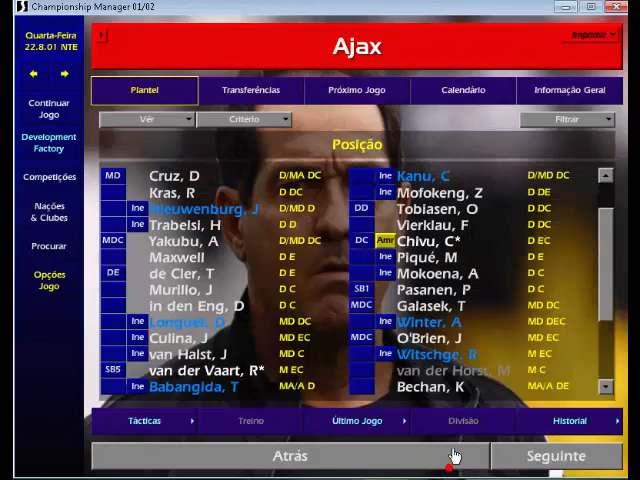 Championship Manager 01/02
Quarta-Feira
22.8.01 NTE
Continuar
Jogo
Development
Factory
Competições
Nações
& Clubes
Procurar
Opções
Jogo
Ajax
Imprimir
Plantel
Transferências
Próximo Jogo
Calendário
Informação Geral
Vêr
Critério
Filtrar
Posição
MD Cruz, D D/MA DC
Ine Kanu, C D/MD DC
Kras, R D DC
Ine Mofokeng, Z D DE
Ine Nieuwenburg, J D/MD D
DD Tobiasen, O D DC
Ine Trabelsi, H D D
Vierklau, F D DC
MDC Yakubu, A D/MD DC
DC Amr Chivu, C* D EC
Maxwell D E
Ine Piqué, M D E
DE de Cler, T D E
Ine Mokoena, A D C
Murillo, J D C
SB1 Pasanen, P D C
in den Eng, D D C
MDC Galasek, T MD DC
Ine Longuet, D MD DC
Ine Winter, A MD DEC
Ine Culina, J MD EC
MDC O'Brien, J MD EC
Ine van Halst, J MD C
Ine Witschge, R M EC
SB5 van der Vaart, R* M EC
van der Horst, M M C
Ine Babangida, T MA/A D
Bechan, K MA/A DE
Tácticas
Treino
Último Jogo
Divisão
Historial
Atrás
Seguinte